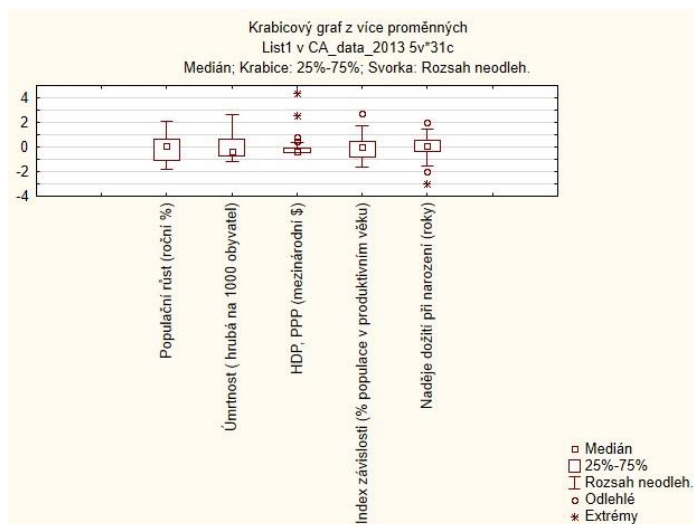 Krabicový graf z více proměnných
List1 v CA_data_2013 5v*31c
Medián; Krabice: 25%-75%; Svorka: Rozsah neodleh.
4
2
0
-2
-4
Populační růst (roční %)
Úmrtnost ( hrubá na 1000 obyvatel)
HDP, PPP (mezinárodní $)
Index závislosti (% populace v produktivním věku)
Naděje dožití při narození (roky)
Medián
25%-75%
Rozsah neodleh.
Odlehlé
Extrémy